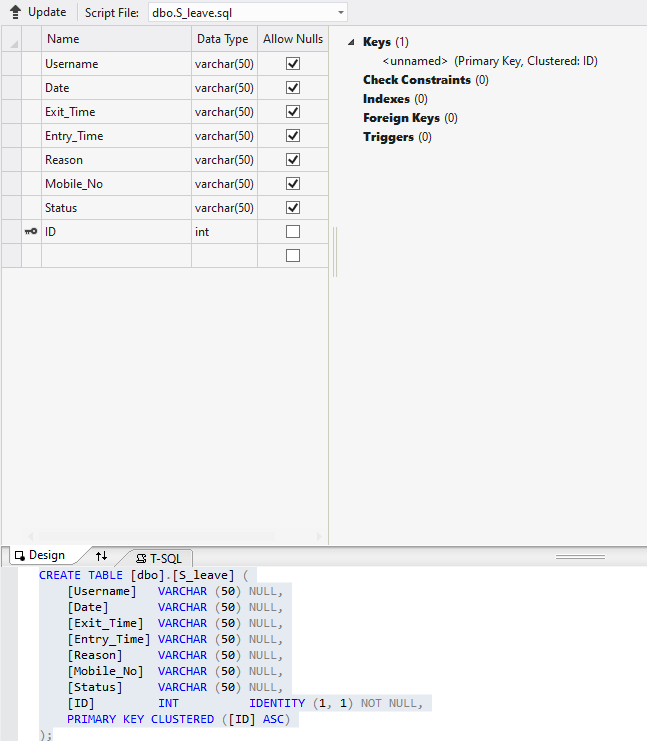 Update Script File: dbo.S_leave.sql
Name Data Type Allow Nulls
Username varchar(50)
Date varchar(50)
Exit_Time varchar(50)
Entry_Time varchar(50)
Reason varchar(50)
Mobile_No varchar(50)
Status varchar(50)
ID int
Keys (1)
<unnamed> (Primary Key, Clustered: ID)
Check Constraints (0)
Indexes (0)
Foreign Keys (0)
Triggers (0)
Design T-SQL
CREATE TABLE [dbo].[S_leave] (
[Username] VARCHAR (50) NULL,
[Date] VARCHAR (50) NULL,
[Exit_Time] VARCHAR (50) NULL,
[Entry_Time] VARCHAR (50) NULL,
[Reason] VARCHAR (50) NULL,
[Mobile_No] VARCHAR (50) NULL,
[Status] VARCHAR (50) NULL,
[ID] INT IDENTITY (1, 1) NOT NULL,
PRIMARY KEY CLUSTERED ([ID] ASC)
);